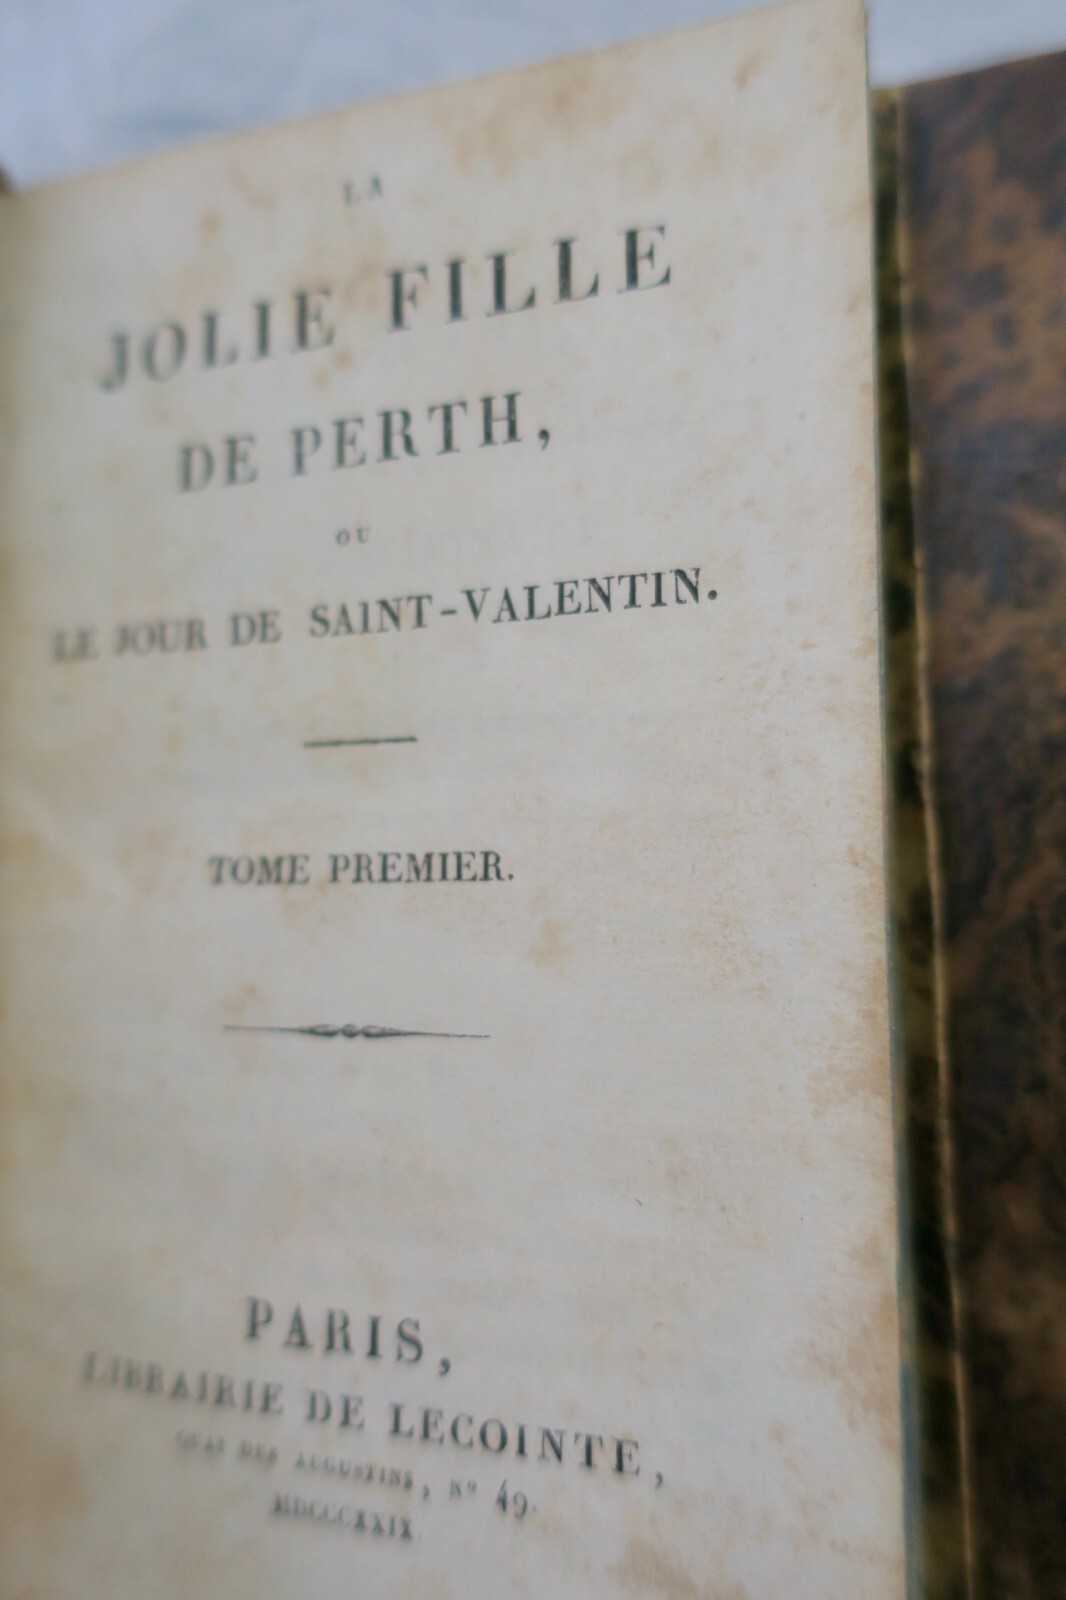 LA
JOLIE FILLE
DE PERTH,
OU
LE JOUR DE SAINT-VALENTIN.
TOME PREMIER.
PARIS,
LIBRAIRIE DE LECOINTE,
QUAI DES AUGUSTINS, Nº 49.
MDCCCXXIX